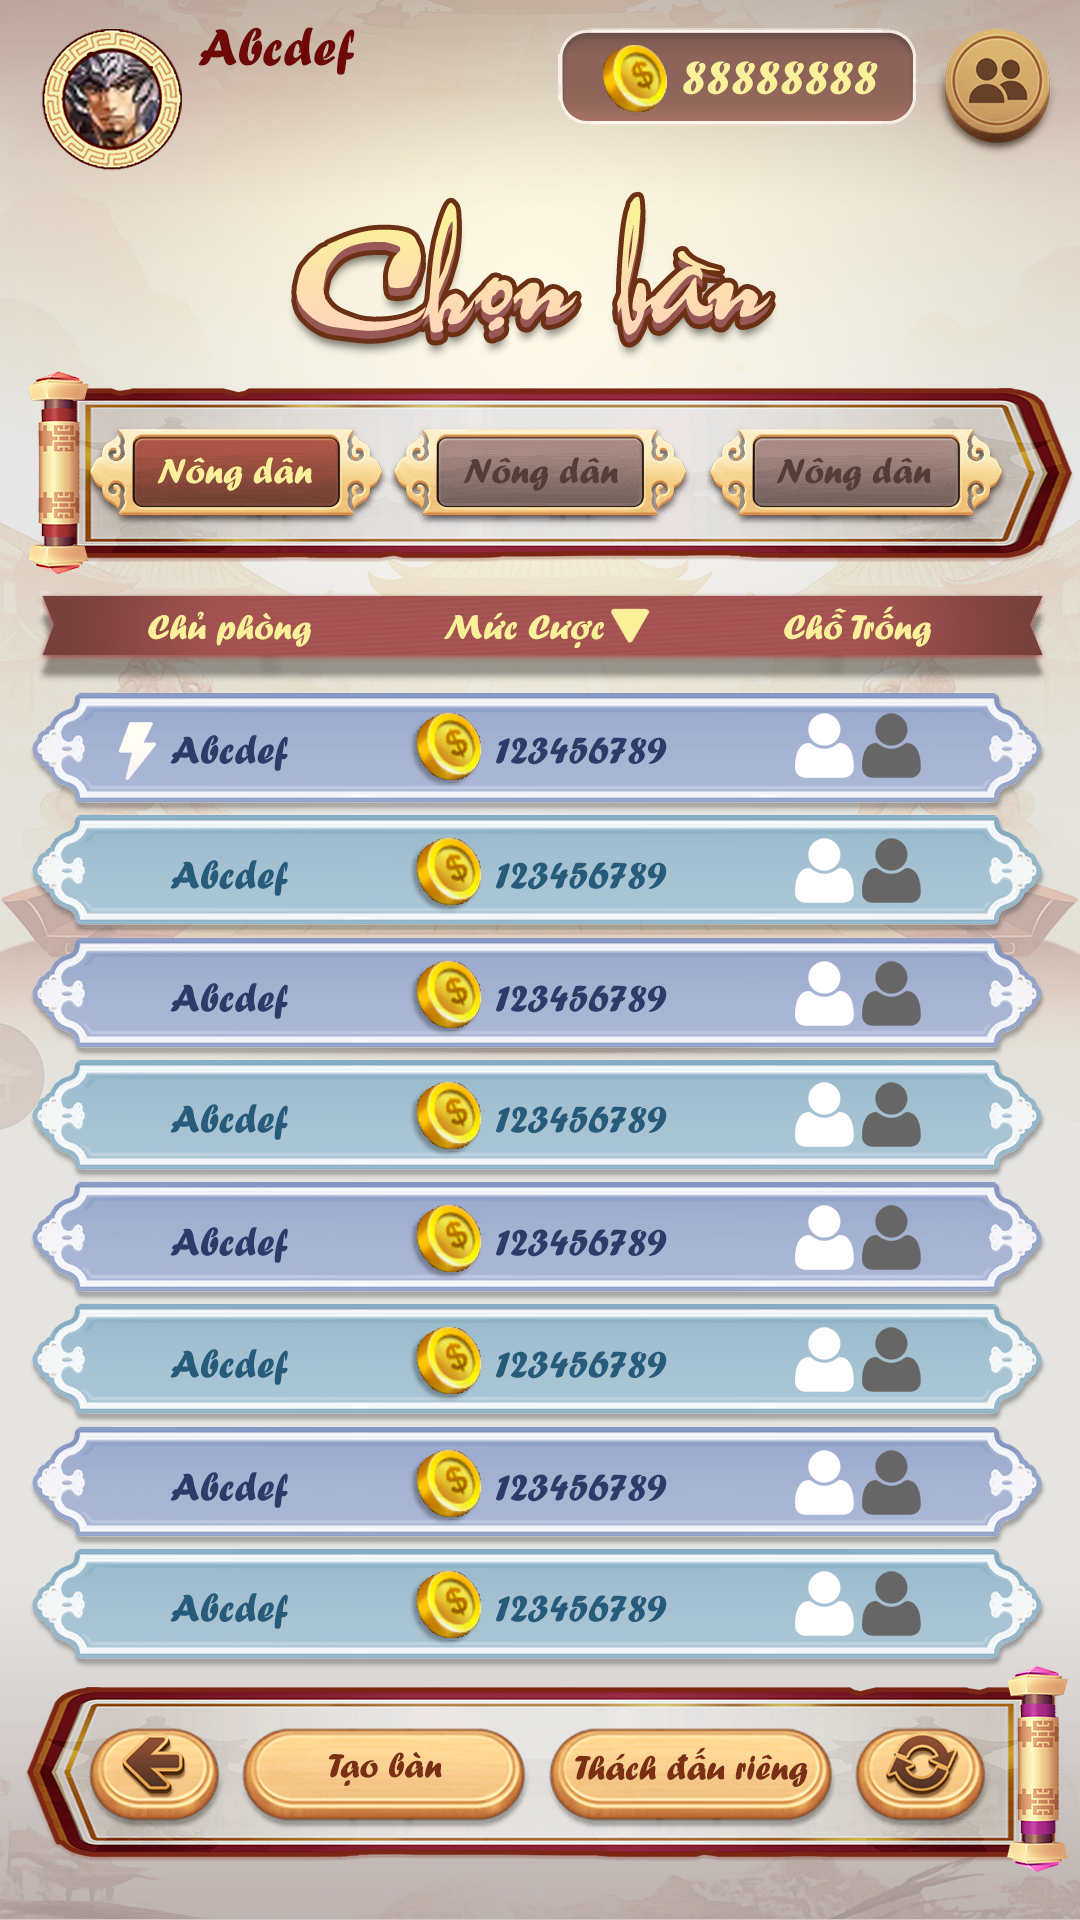 Abcdef
88888888
Chọn bàn
Nông dân Nông dân Nông dân
Chủ phòng Mức Cược Chỗ Trống
Abcdef 123456789
Abcdef 123456789
Abcdef 123456789
Abcdef 123456789
Abcdef 123456789
Abcdef 123456789
Abcdef 123456789
Abcdef 123456789
Tạo bàn Thách đấu riêng